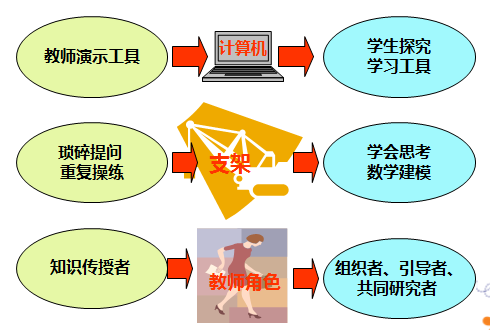 教师演示工具
计算机
学生探究
学习工具
琐碎提问
重复操练
支架
学会思考
数学建模
知识传授者
教师角色
组织者、引导者、
共同研究者